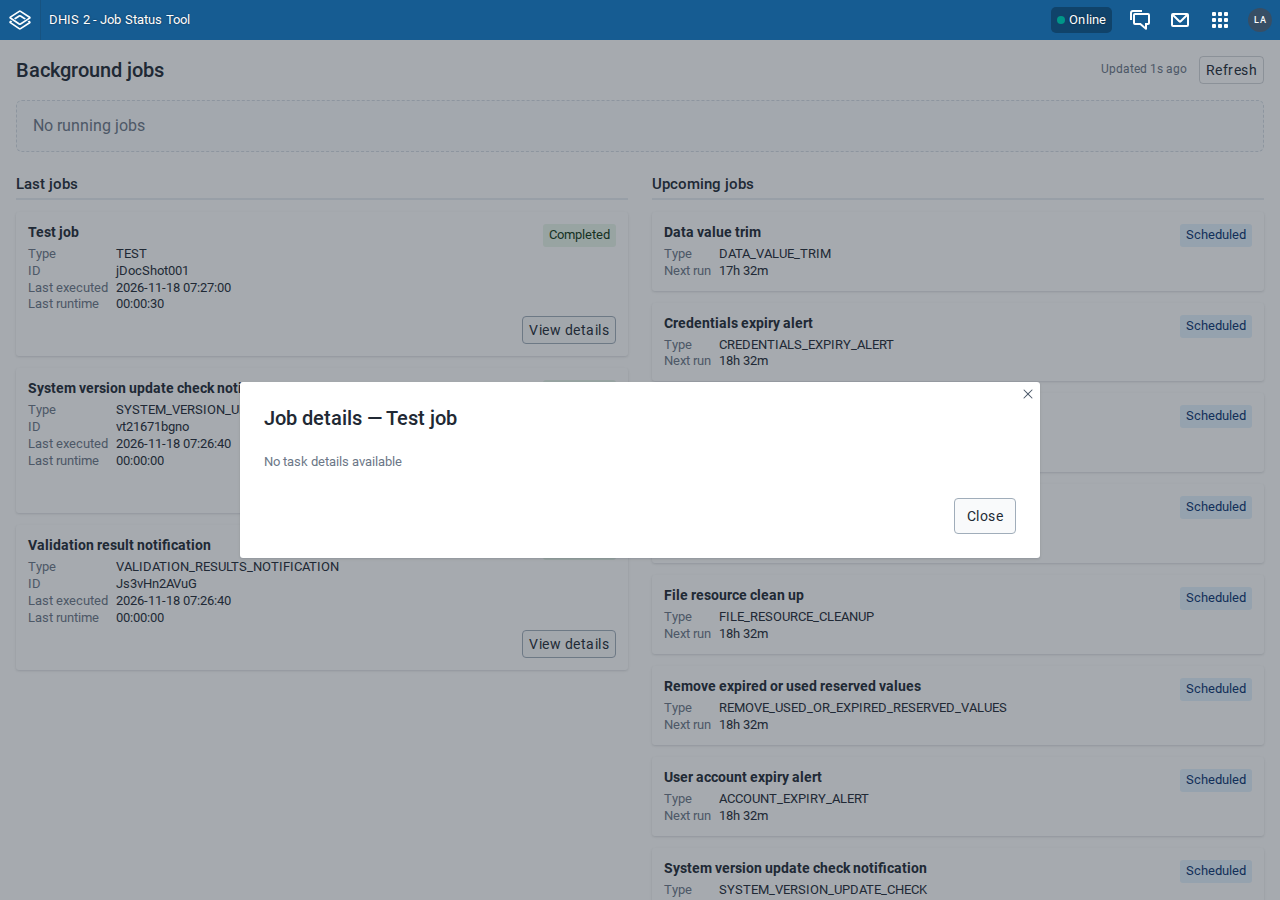 DHIS 2 - Job Status Tool
Online
LA
Background jobs
Updated 1s ago
Refresh
No running jobs
Last jobs
Test job
Completed
Type TEST
ID jDocShot001
Last executed 2026-11-18 07:27:00
Last runtime 00:00:30
View details
System version update check noti
Type SYSTEM_VERSION_U
ID vt21671bgno
Last executed 2026-11-18 07:26:40
Last runtime 00:00:00
Validation result notification
Type VALIDATION_RESULTS_NOTIFICATION
ID Js3vHn2AVuG
Last executed 2026-11-18 07:26:40
Last runtime 00:00:00
View details
Upcoming jobs
Data value trim
Scheduled
Type DATA_VALUE_TRIM
Next run 17h 32m
Credentials expiry alert
Scheduled
Type CREDENTIALS_EXPIRY_ALERT
Next run 18h 32m
Scheduled
Scheduled
File resource clean up
Scheduled
Type FILE_RESOURCE_CLEANUP
Next run 18h 32m
Remove expired or used reserved values
Scheduled
Type REMOVE_USED_OR_EXPIRED_RESERVED_VALUES
Next run 18h 32m
User account expiry alert
Scheduled
Type ACCOUNT_EXPIRY_ALERT
Next run 18h 32m
System version update check notification
Scheduled
Type SYSTEM_VERSION_UPDATE_CHECK
Job details — Test job
No task details available
Close